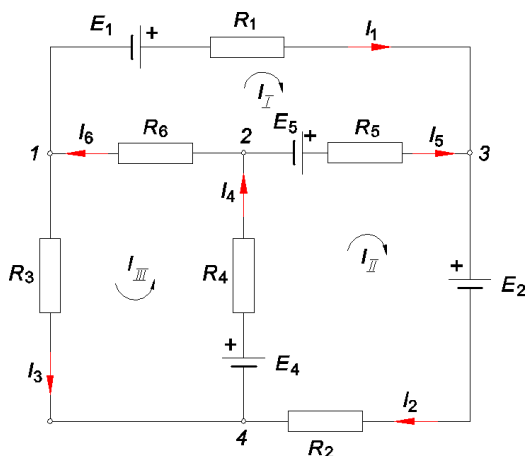 E1 + R1 I1
II
1 I6 R6 2 E5 + R5 I5 3
I4
R3 IIII R4 III + E2
I3 + E4
I2
4 R2